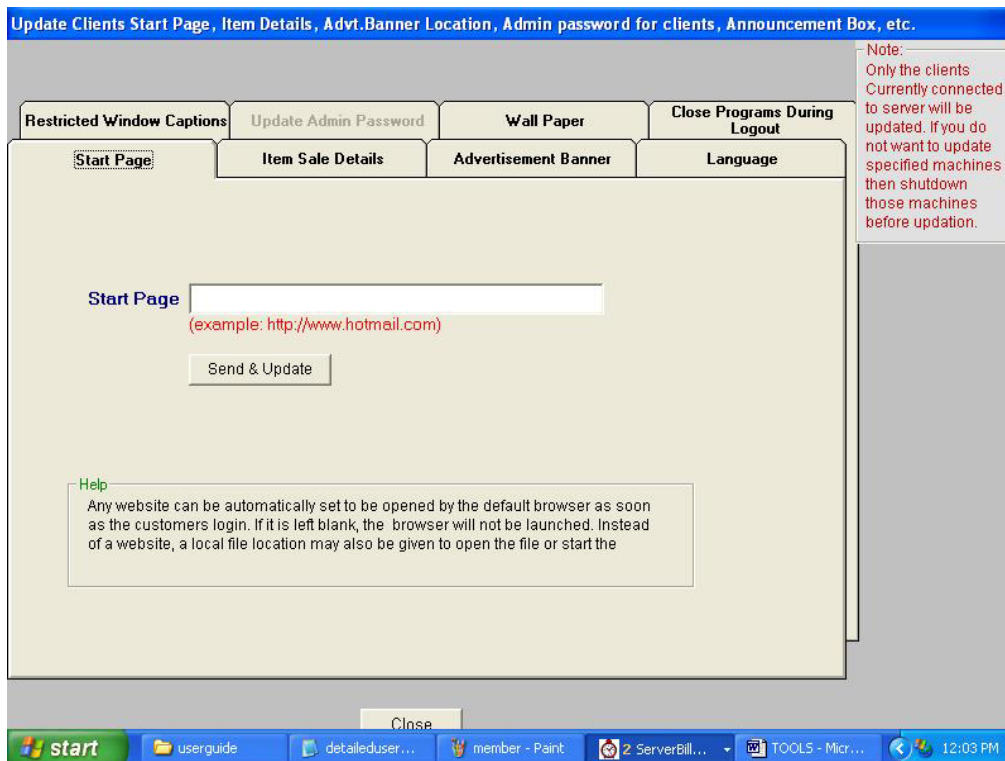 Update Clients Start Page, Item Details, Advt.Banner Location, Admin password for clients, Announcement Box, etc.
Note:
Only the clients
Currently connected
to server will be
updated. If you do
not want to update
specified machines
then shutdown
those machines
before updation.
Restricted Window Captions
Update Admin Password
Wall Paper
Close Programs During
Logout
Start Page
Item Sale Details
Advertisement Banner
Language
Start Page
(example: http://www.hotmail.com)
Send & Update
Help
Any website can be automatically set to be opened by the default browser as soon
as the customers login. If it is left blank, the browser will not be launched. Instead
of a website, a local file location may also be given to open the file or start the
Close
start
userguide
detaileduser...
member - Paint
2 ServerBill...
TOOLS - Micr...
12:03 PM